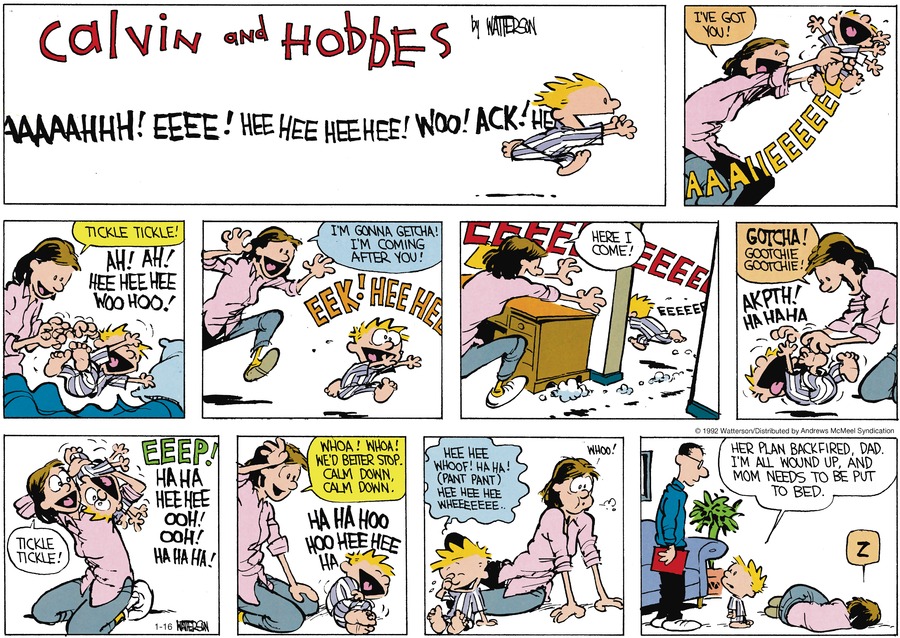 Calvin and Hobbes
by WATTERSON
AAAAAHHH! EEEE! HEE HEE HEE HEE! WOO! ACK! HE
I'VE GOT
YOU!
AAAHEEEEEE
TICKLE TICKLE!
AH! AH!
HEE HEE HEE
WOO HOO!
I'M GONNA GETCHA!
I'M COMING
AFTER YOU!
EEK! HEE HE
HERE I
COME!
EEEE EEEEE
EEEEEE
GOTCHA!
GOOTCHIE
GOOTCHIE!
AKPTH!
HA HAHA
© 1992 Watterson/Distributed by Andrews McMeel Syndication
EEEP!
HA HA
HEE HEE
OOH!
OOH!
HA HA HA!
TICKLE
TICKLE!
1-16 WATTERSON
WHOA! WHOA!
WE'D BETTER STOP.
CALM DOWN,
CALM DOWN.
HA HA HOO
HOO HEE HEE
HA
HEE HEE
WHOOF! HA HA!
(PANT PANT)
HEE HEE HEE
WHEEEEEEE..
WHOO!
HER PLAN BACKFIRED, DAD.
I'M ALL WOUND UP, AND
MOM NEEDS TO BE PUT
TO BED.
Z